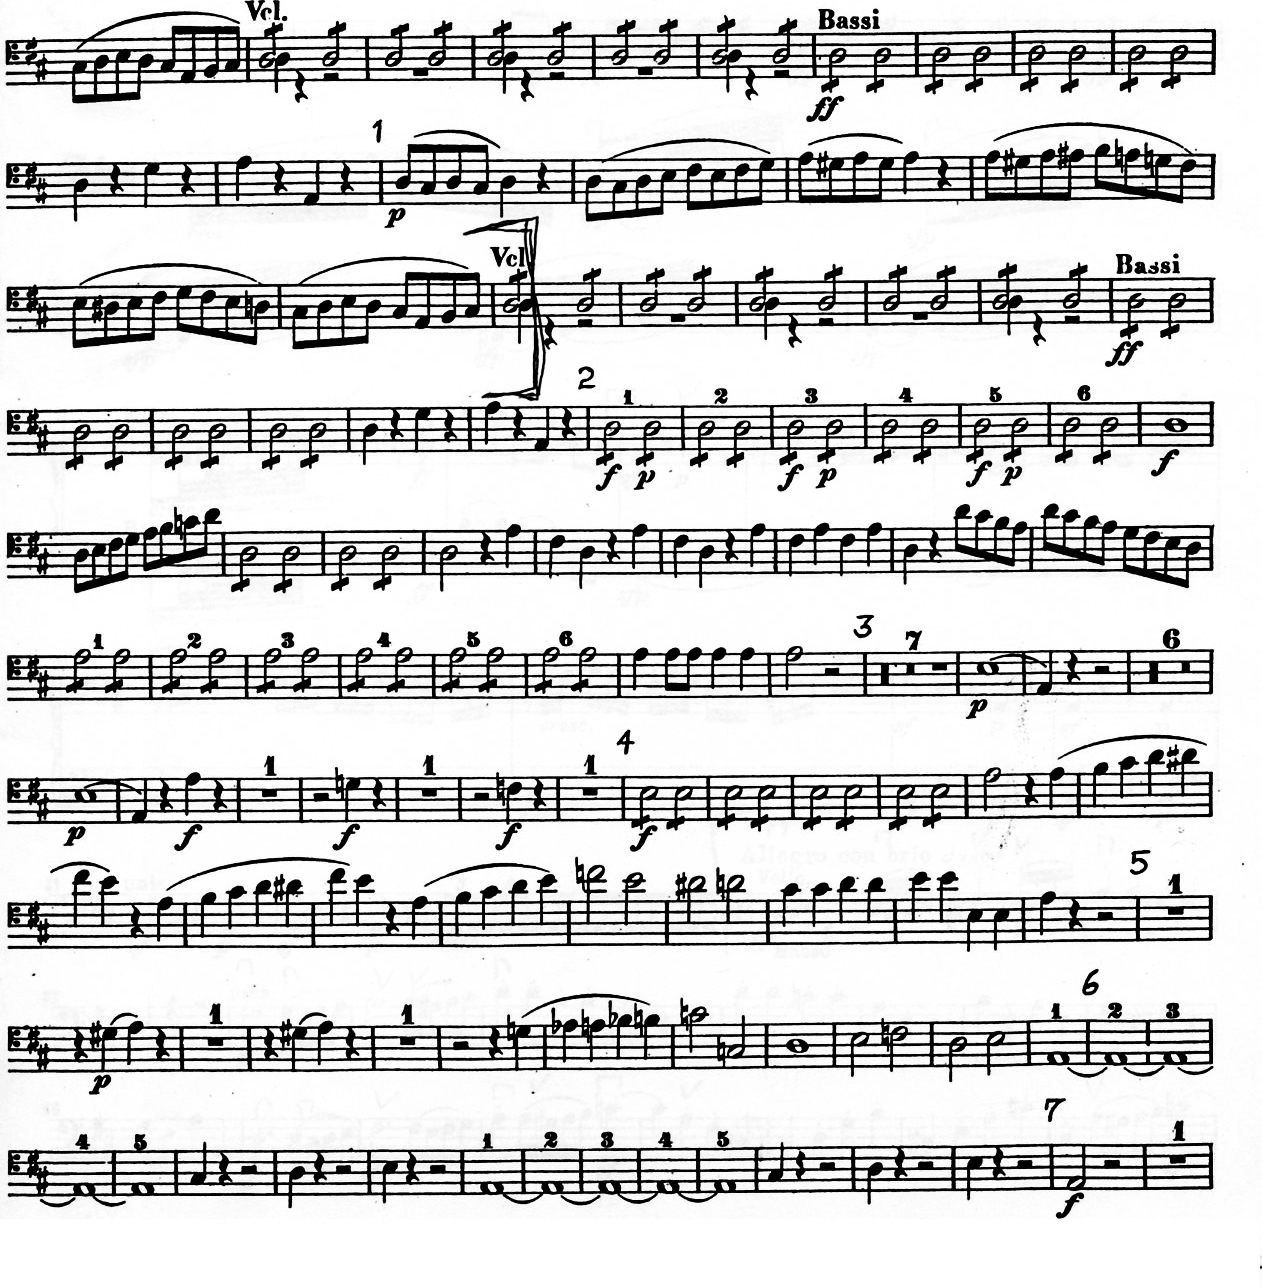 Vcl. Bassi
ff
1
p
Vcl Bassi
ff
2 1 2 3 4 5 6
f p f p f p f
1 2 3 4 5 6 3 7 6
p
1 1 4 1
p f f f f
5 1
1 1 6 1 2 3
p
4 5 1 2 3 4 5 7 1
f